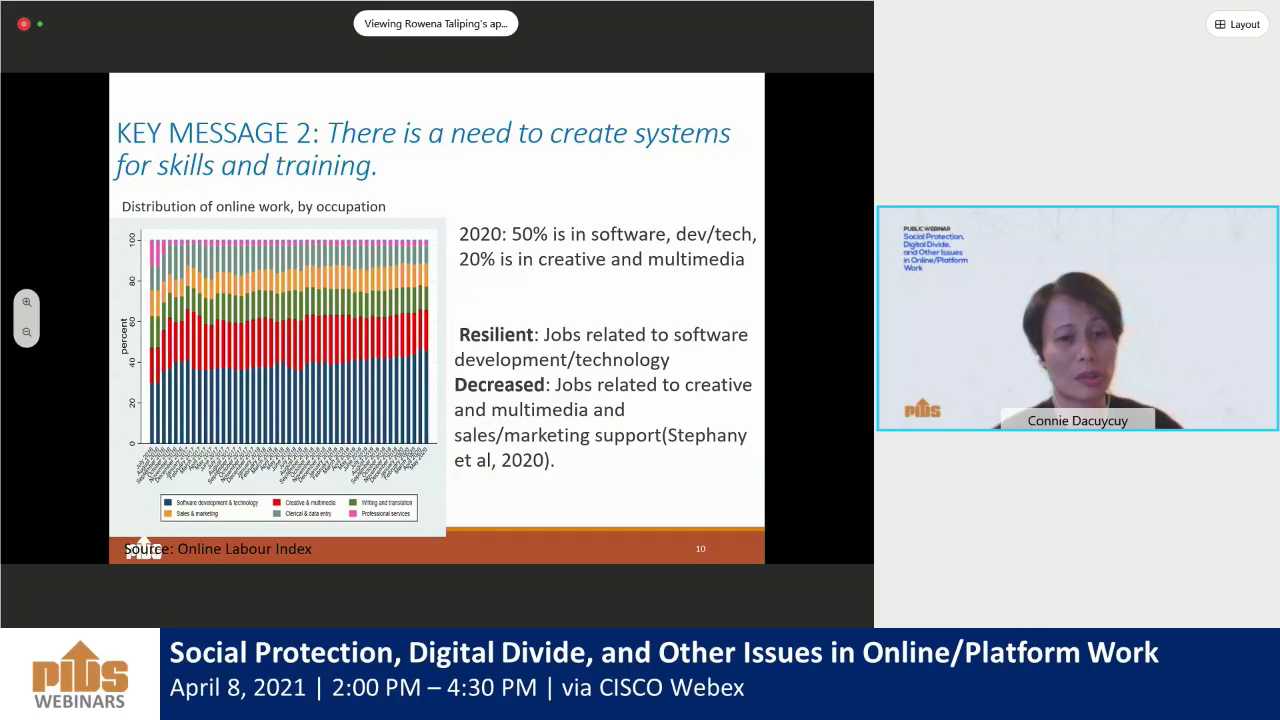 Viewing Rowena Taliping's ap...
Layout
KEY MESSAGE 2: There is a need to create systems
for skills and training.
Distribution of online work, by occupation
percent
100
80
60
40
20
0
Software development & technology
Creative & multimedia
Writing and translation
Sales & marketing
Clerical & data entry
Professional services
2020: 50% is in software, dev/tech,
20% is in creative and multimedia
Resilient: Jobs related to software
development/technology
Decreased: Jobs related to creative
and multimedia and
sales/marketing support(Stephany
et al, 2020).
Source: Online Labour Index
10
PUBLIC WEBINAR
Social Protection,
Digital Divide,
and Other Issues
in Online/Platform
Work
PIDS
Connie Dacuycuy
PIDS
WEBINARS
Social Protection, Digital Divide, and Other Issues in Online/Platform Work
April 8, 2021 | 2:00 PM – 4:30 PM | via CISCO Webex